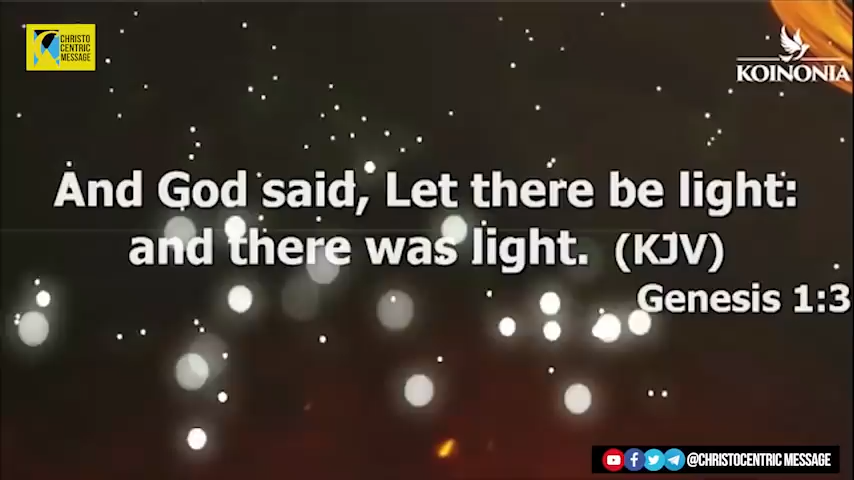 CHRISTO
CENTRIC
MESSAGE
KOINONIA
And God said, Let there be light:
and there was light. (KJV)
Genesis 1:3
@CHRISTOCENTRIC MESSAGE